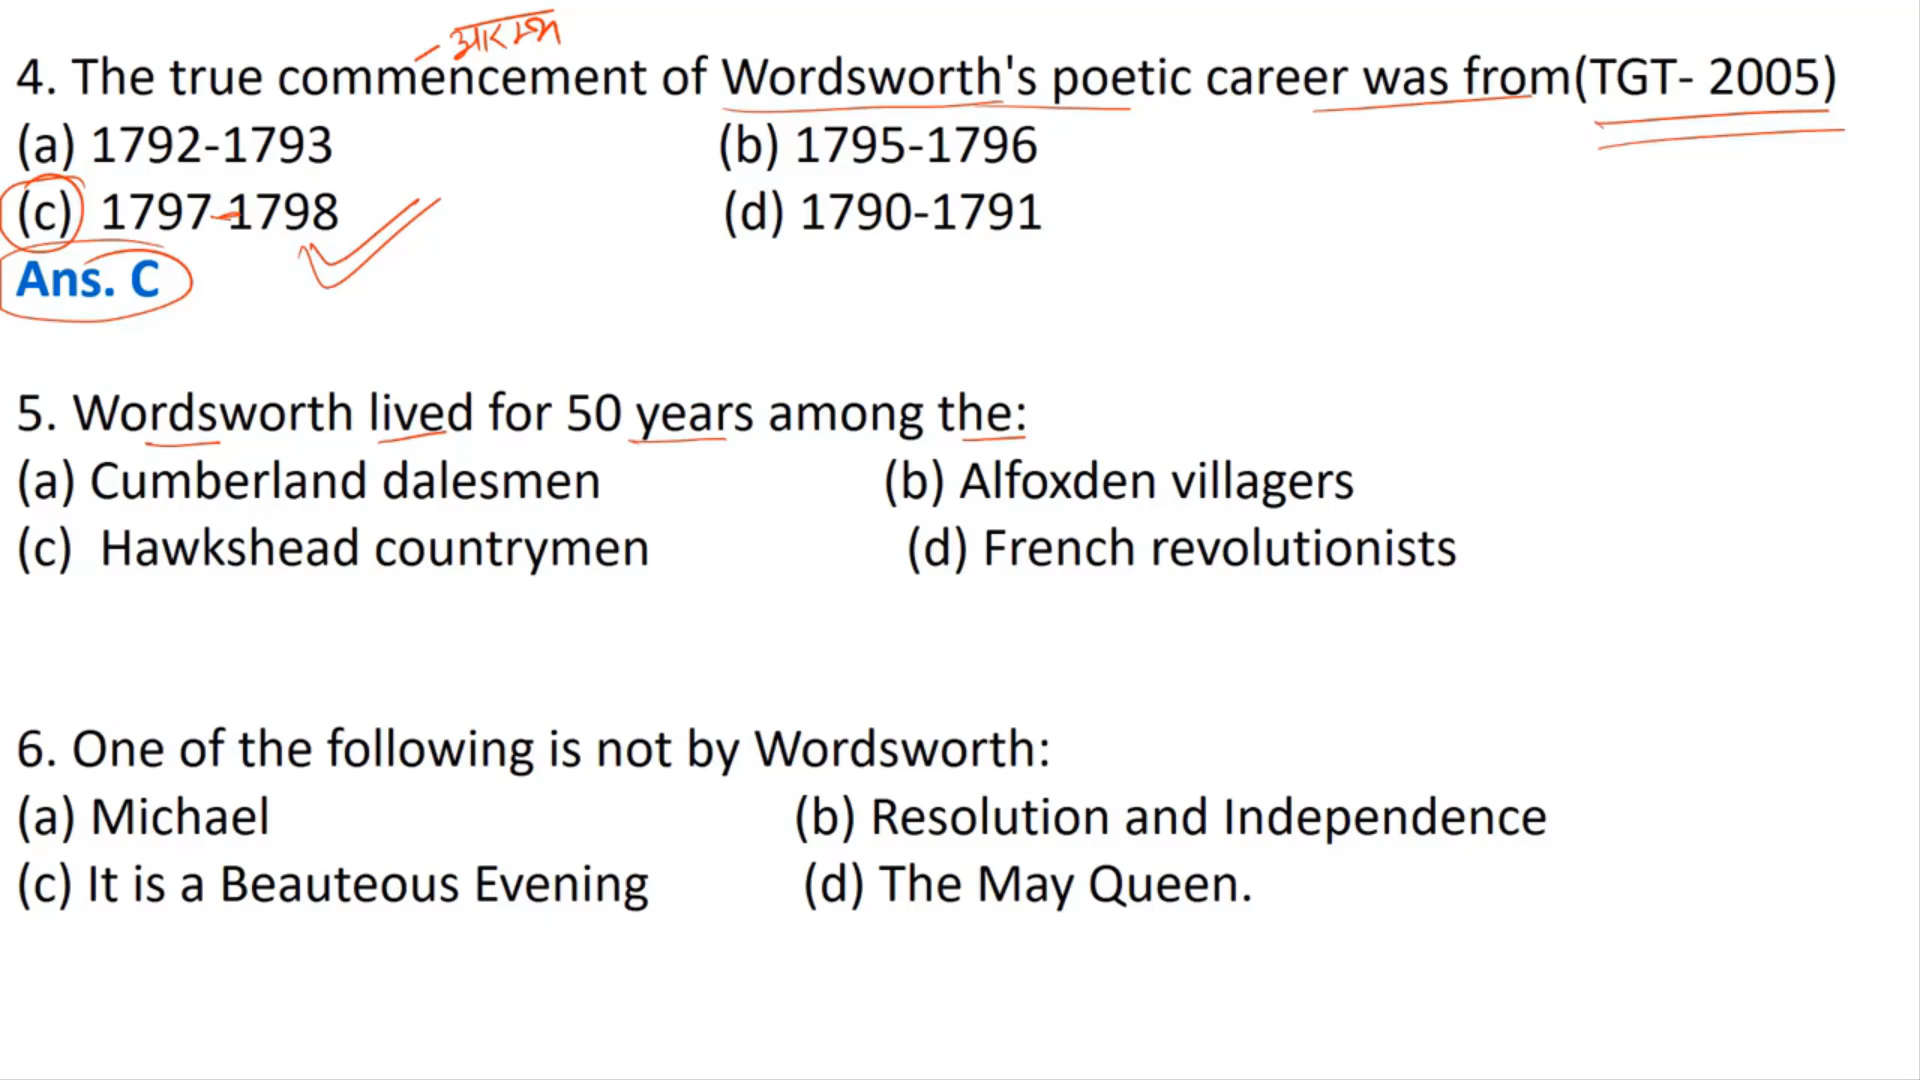 आरम्भ
4. The true commencement of Wordsworth's poetic career was from(TGT- 2005)
(a) 1792-1793 (b) 1795-1796
(c) 1797-1798 (d) 1790-1791
Ans. C
5. Wordsworth lived for 50 years among the:
(a) Cumberland dalesmen (b) Alfoxden villagers
(c) Hawkshead countrymen (d) French revolutionists
6. One of the following is not by Wordsworth:
(a) Michael (b) Resolution and Independence
(c) It is a Beauteous Evening (d) The May Queen.